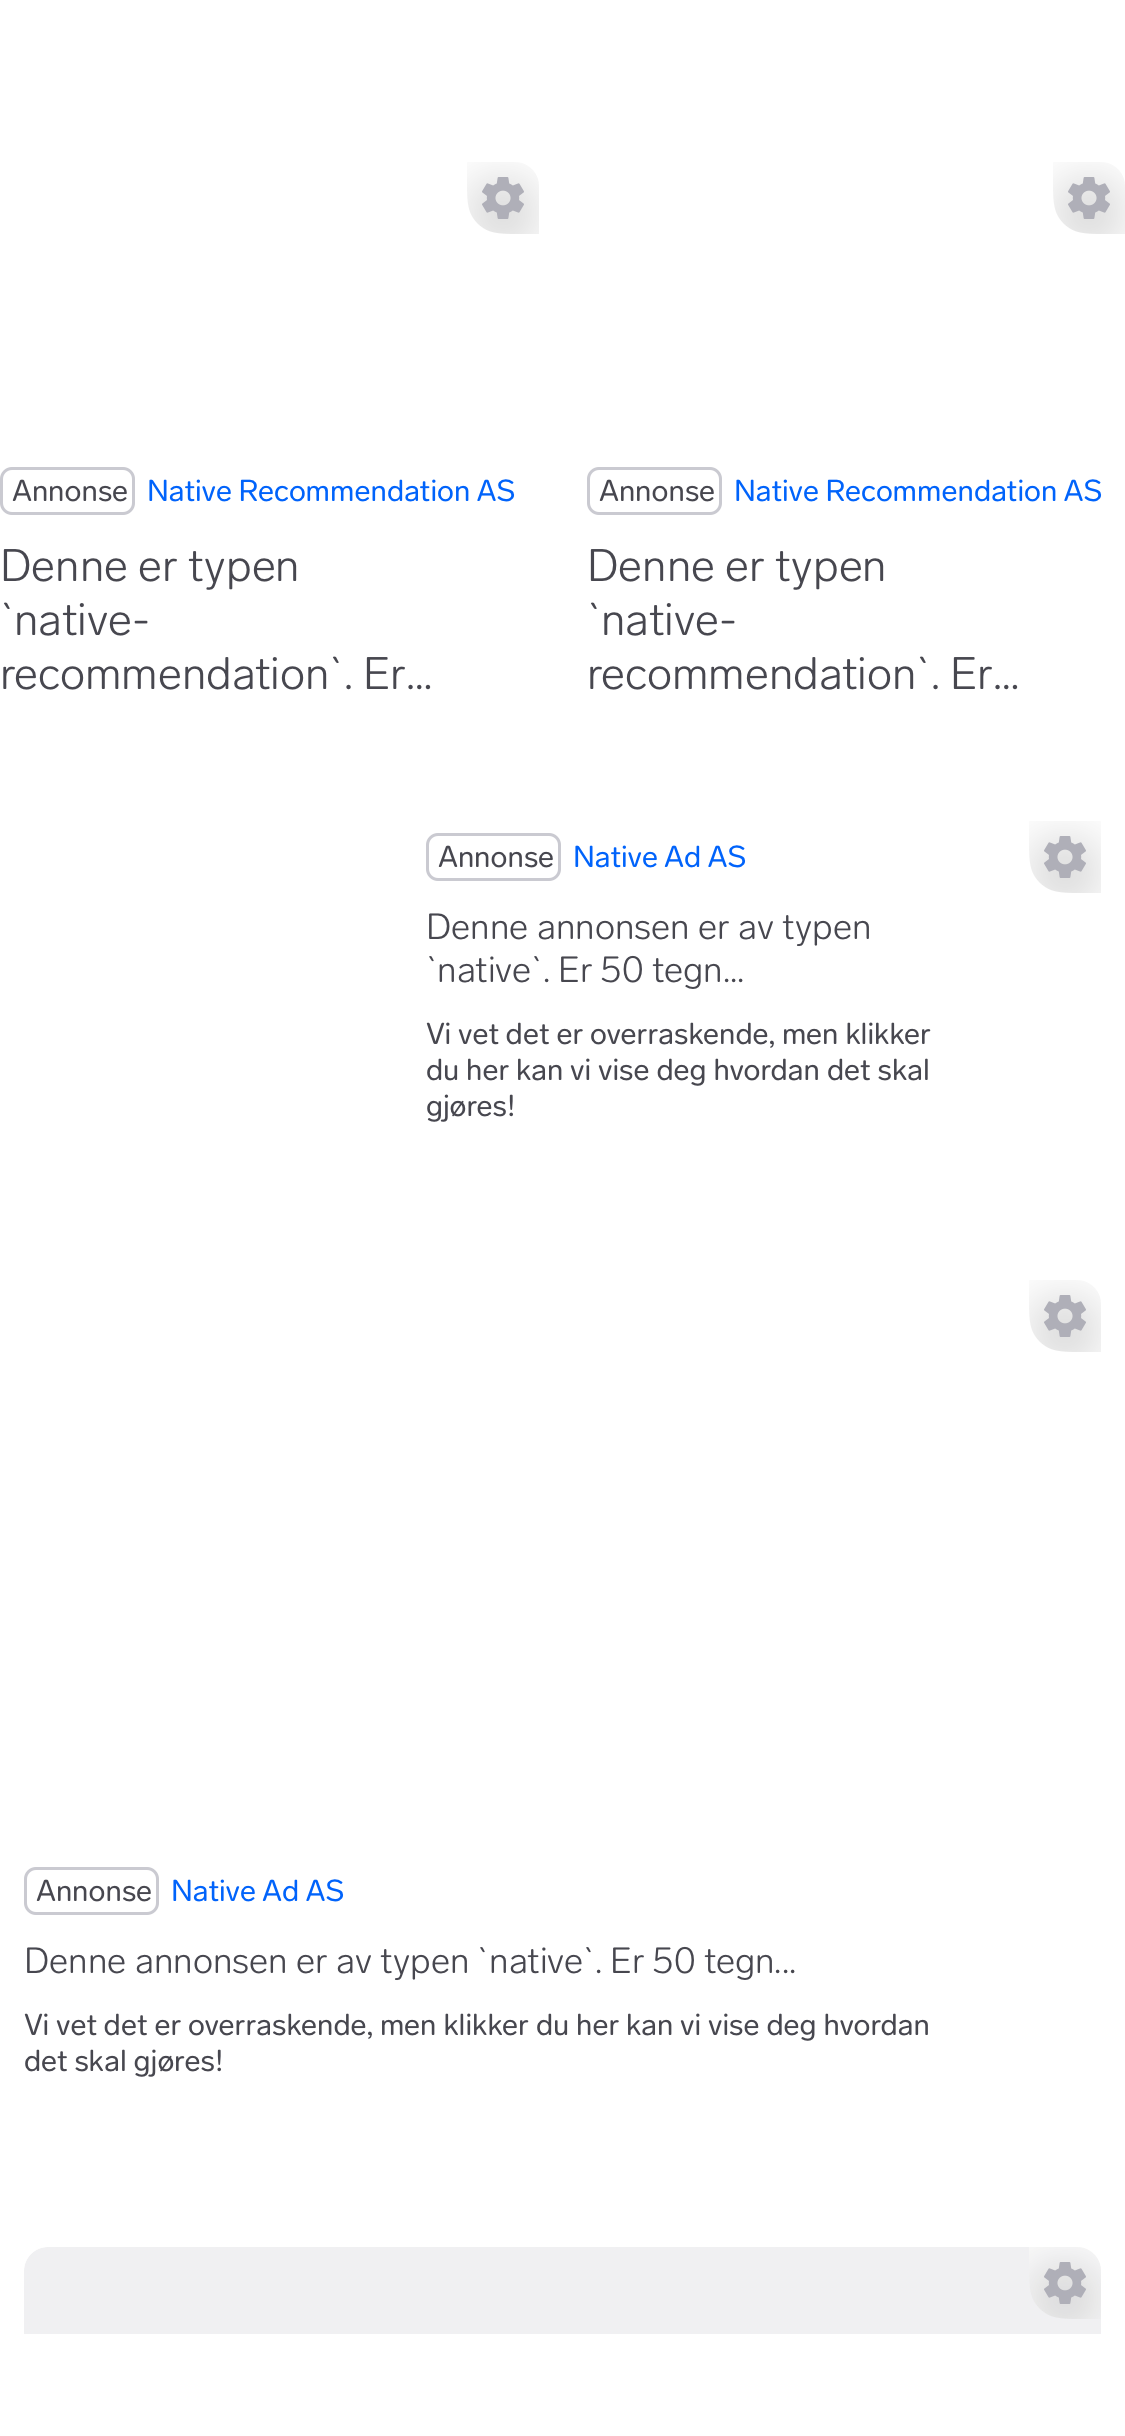 Annonse Native Recommendation AS
Denne er typen
`native-
recommendation`. Er...
Annonse Native Recommendation AS
Denne er typen
`native-
recommendation`. Er...
Annonse Native Ad AS
Denne annonsen er av typen
`native`. Er 50 tegn...
Vi vet det er overraskende, men klikker
du her kan vi vise deg hvordan det skal
gjøres!
Annonse Native Ad AS
Denne annonsen er av typen `native`. Er 50 tegn...
Vi vet det er overraskende, men klikker du her kan vi vise deg hvordan
det skal gjøres!